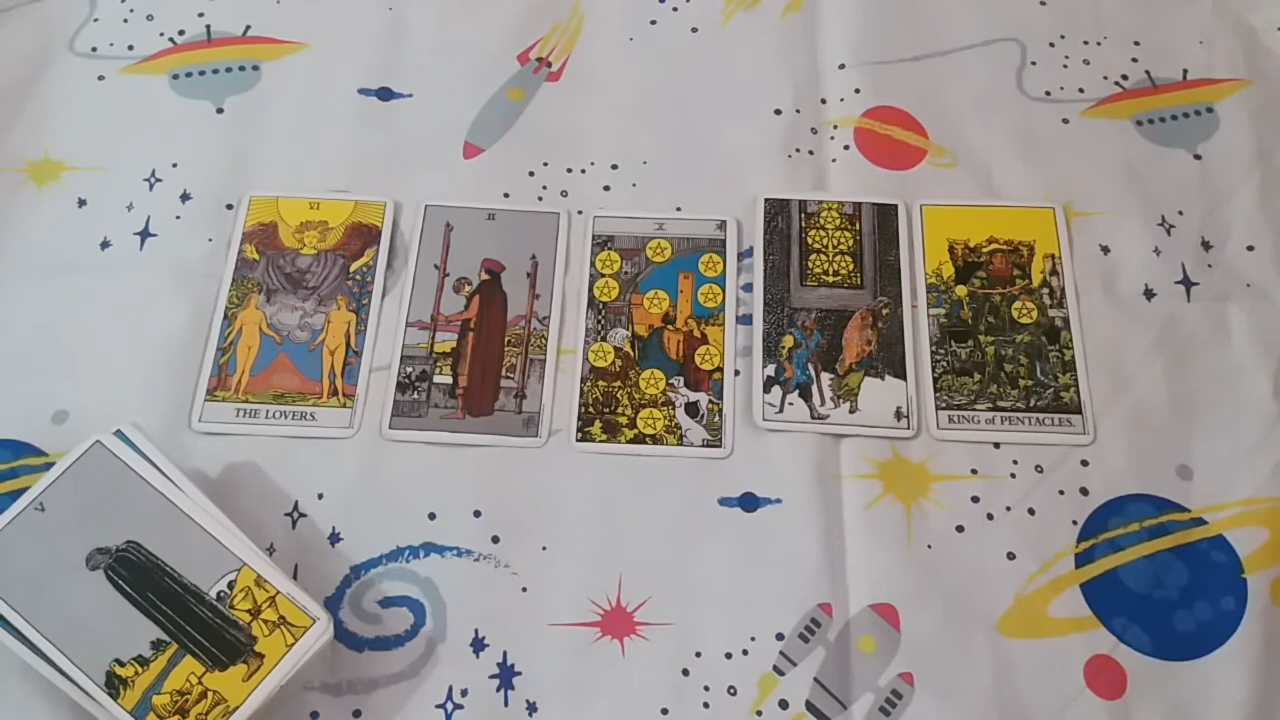 VI
THE LOVERS.
II
X
KING of PENTACLES.
V